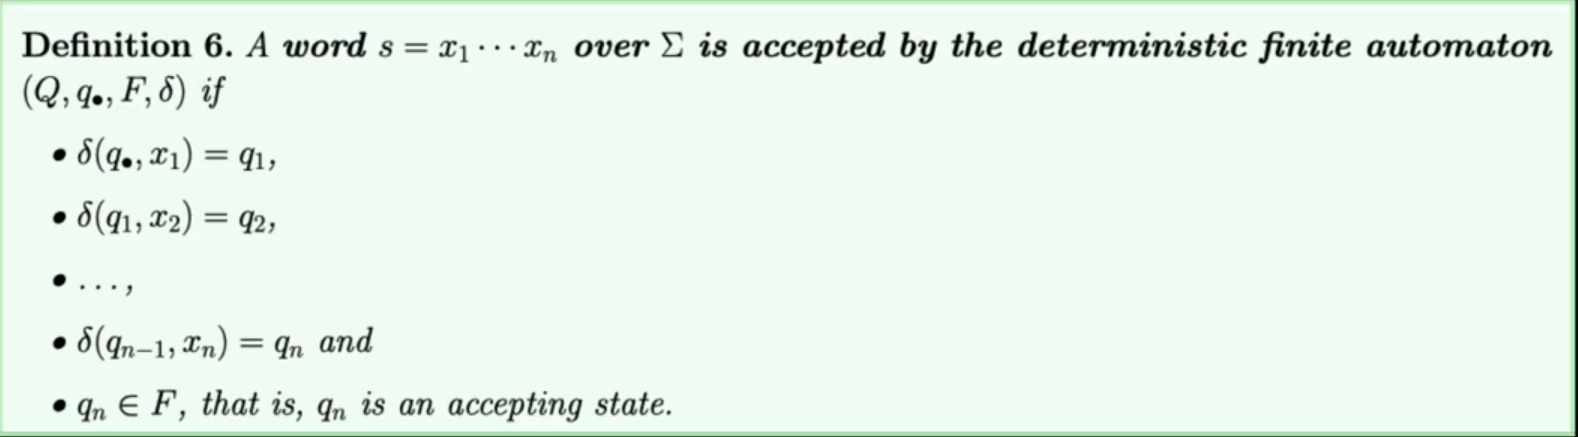 Definition 6. A word s = x₁ ··· xₙ over Σ is accepted by the deterministic finite automaton
(Q, q•, F, δ) if
• δ(q•, x₁) = q₁,
• δ(q₁, x₂) = q₂,
• ...,
• δ(qₙ₋₁, xₙ) = qₙ and
• qₙ ∈ F, that is, qₙ is an accepting state.